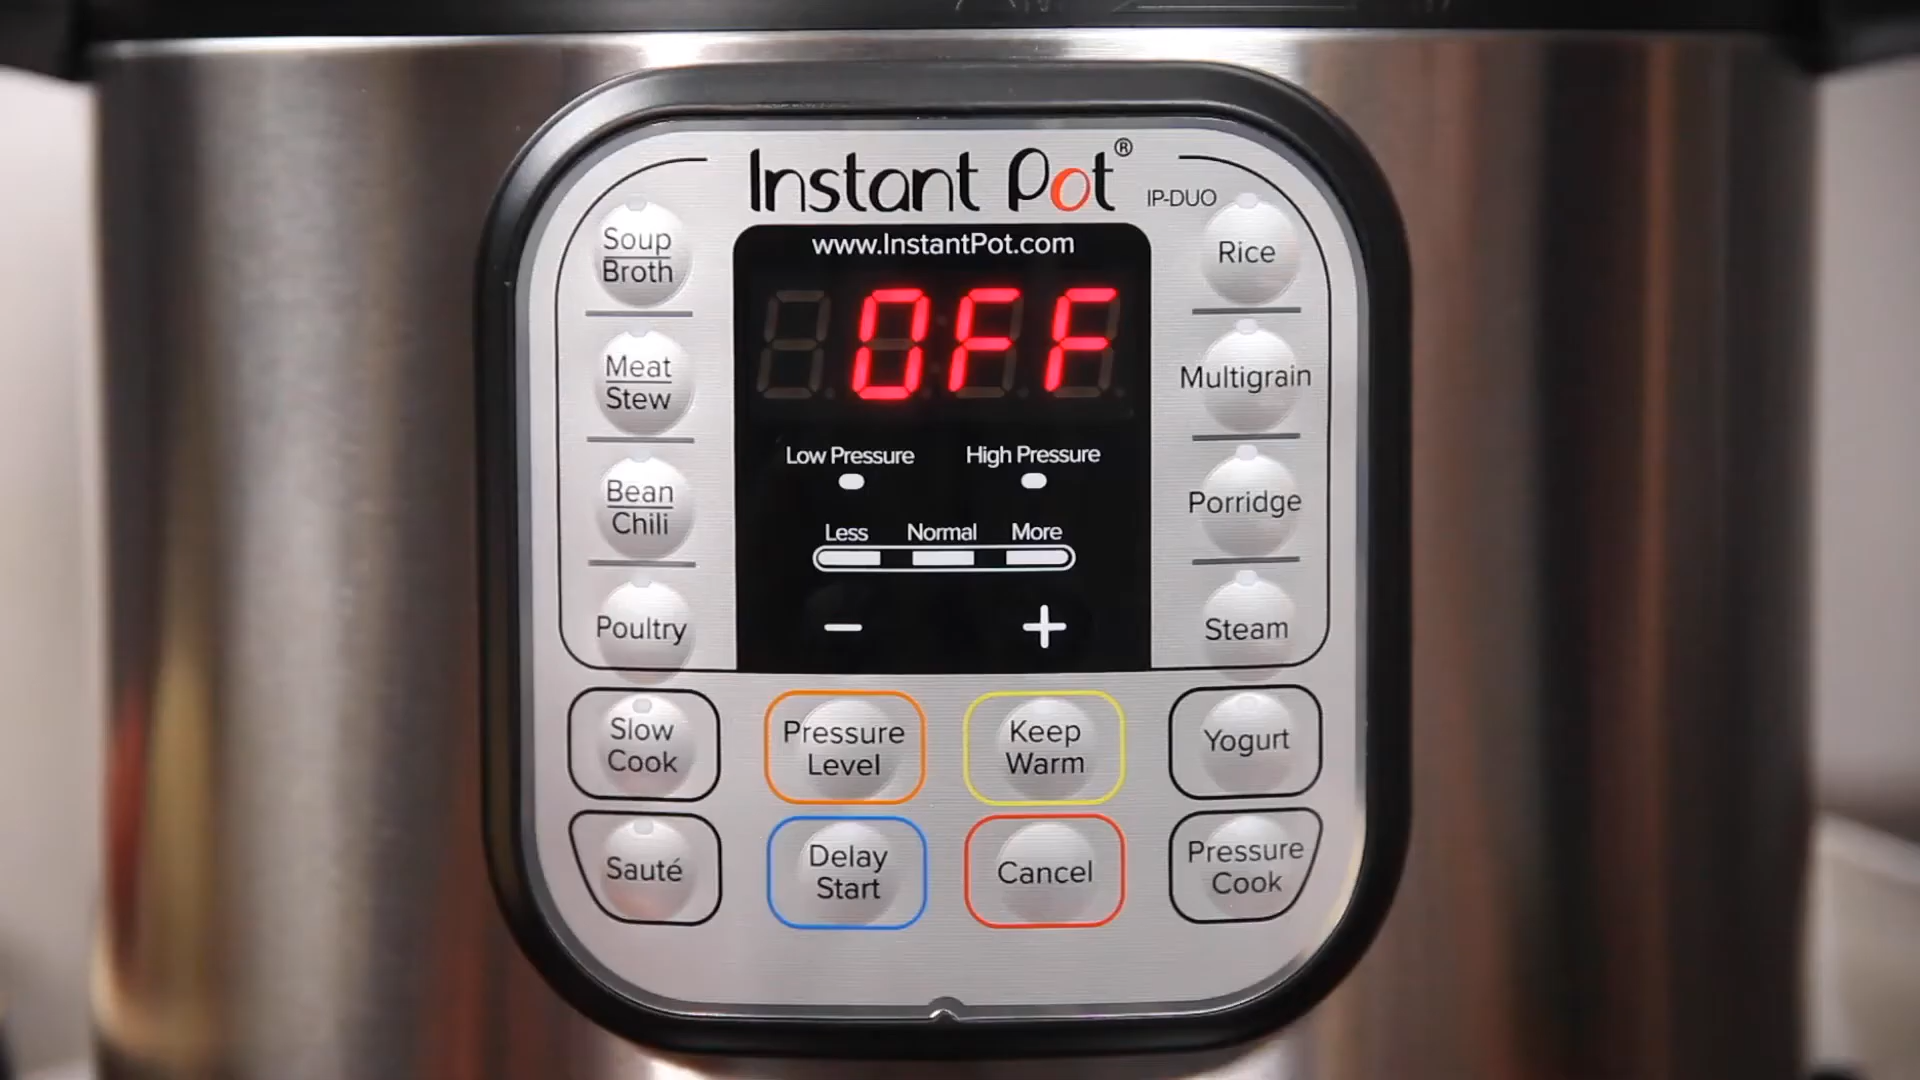 Instant Pot®
IP-DUO
www.InstantPot.com
OFF
Soup
Broth
Meat
Stew
Bean
Chili
Poultry
Low Pressure
High Pressure
Less
Normal
More
−
+
Rice
Multigrain
Porridge
Steam
Slow
Cook
Pressure
Level
Keep
Warm
Yogurt
Sauté
Delay
Start
Cancel
Pressure
Cook